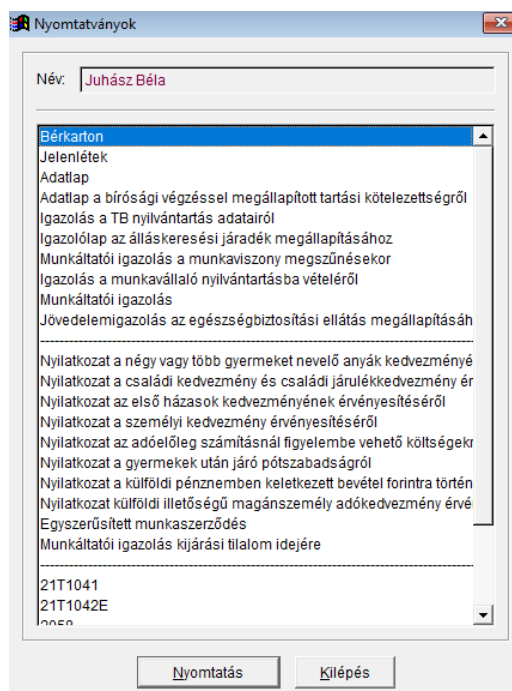 Nyomtatványok
Név: Juhász Béla
Bérkarton
Jelenlétek
Adatlap
Adatlap a bírósági végzéssel megállapított tartási kötelezettségről
Igazolás a TB nyilvántartás adatairól
Igazolólap az álláskeresési járadék megállapításához
Munkáltatói igazolás a munkaviszony megszűnésekor
Igazolás a munkavállaló nyilvántartásba vételéről
Munkáltatói igazolás
Jövedelemigazolás az egészségbiztosítási ellátás megállapításáh
Nyilatkozat a négy vagy több gyermeket nevelő anyák kedvezményé
Nyilatkozat a családi kedvezmény és családi járulékkedvezmény ér
Nyilatkozat az első házasok kedvezményének érvényesítéséről
Nyilatkozat a személyi kedvezmény érvényesítéséről
Nyilatkozat az adóelőleg számításnál figyelembe vehető költségekr
Nyilatkozat a gyermekek után járó pótszabadságról
Nyilatkozat a külföldi pénznemben keletkezett bevétel forintra történ
Nyilatkozat külföldi illetőségű magánszemély adókedvezmény érvé
Egyszerűsített munkaszerződés
Munkáltatói igazolás kijárási tilalom idejére
21T1041
21T1042E
Nyomtatás
Kilépés